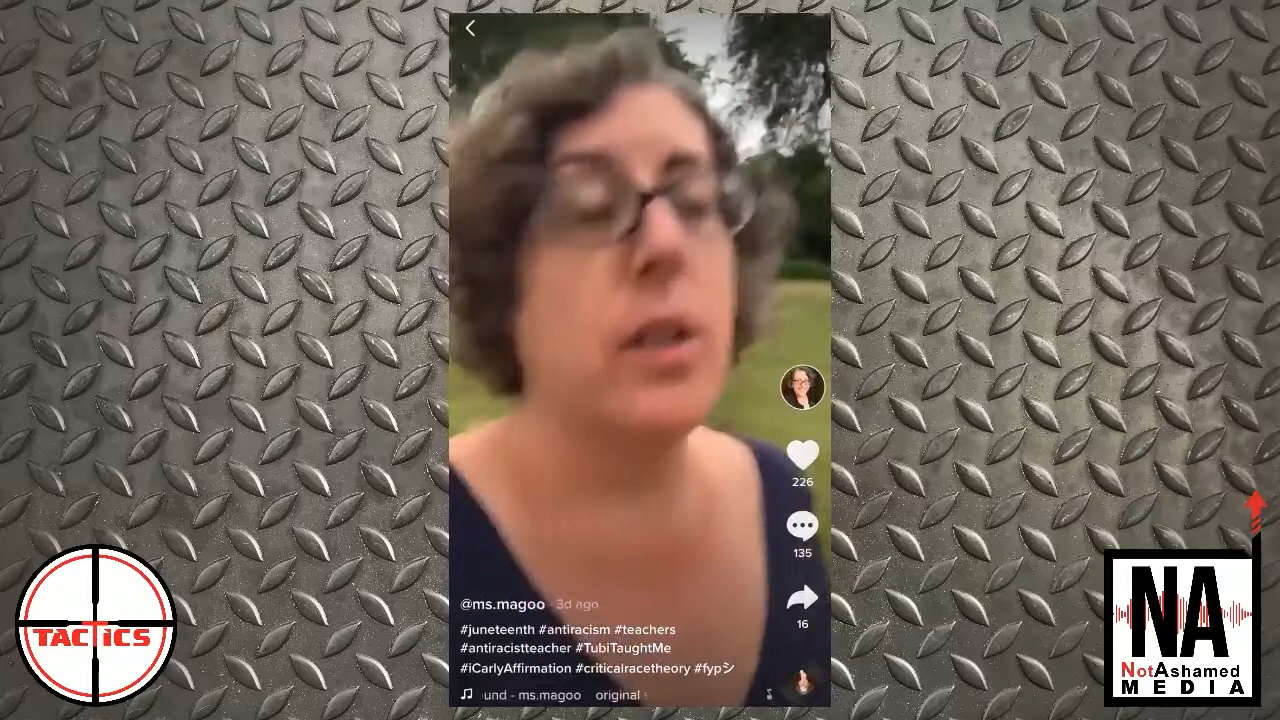 226
135
16
@ms.magoo · 3d ago
#juneteenth #antiracism #teachers
#antiracistteacher #TubiTaughtMe
#iCarlyAffirmation #criticalracetheory #fypシ
und - ms.magoo original
TACTICS
NA
NotAshamed
MEDIA